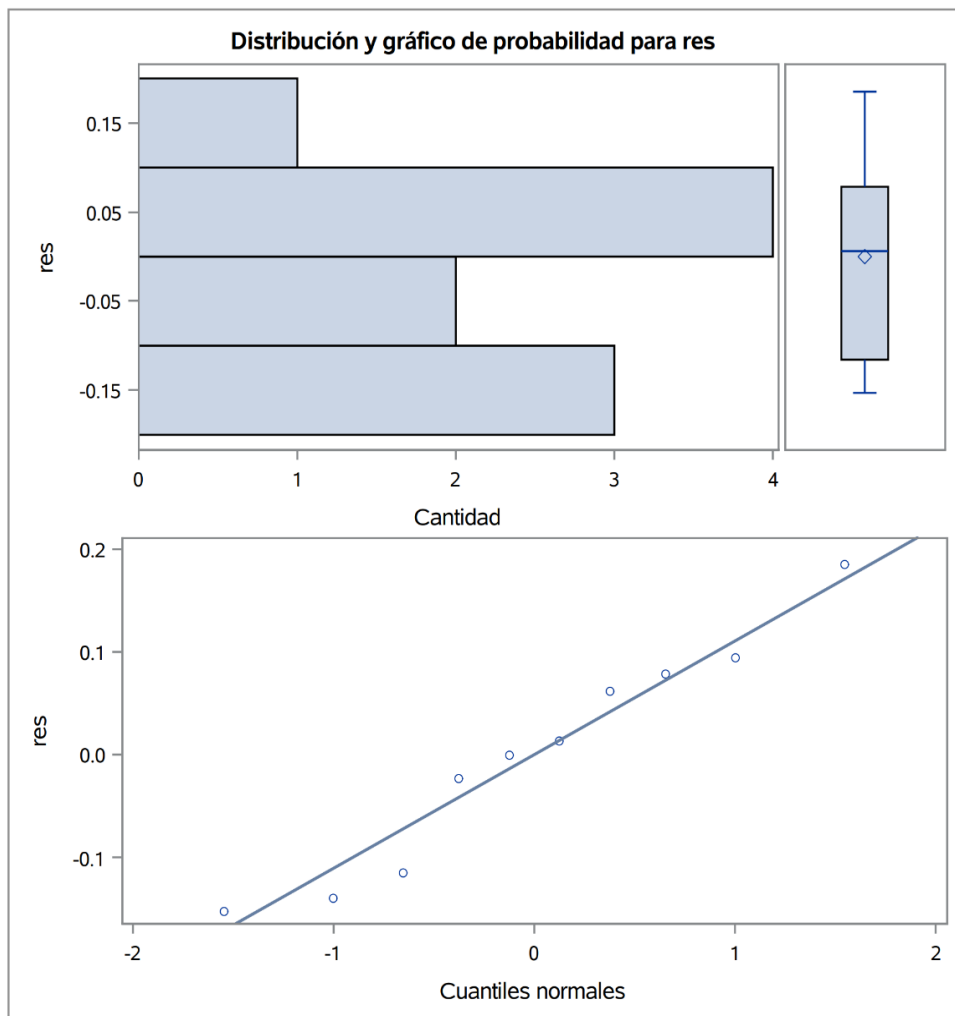 Distribución y gráfico de probabilidad para res
0.15
0.05
-0.05
-0.15
res
0 1 2 3 4
Cantidad
0.2
0.1
0.0
-0.1
res
-2 -1 0 1 2
Cuantiles normales